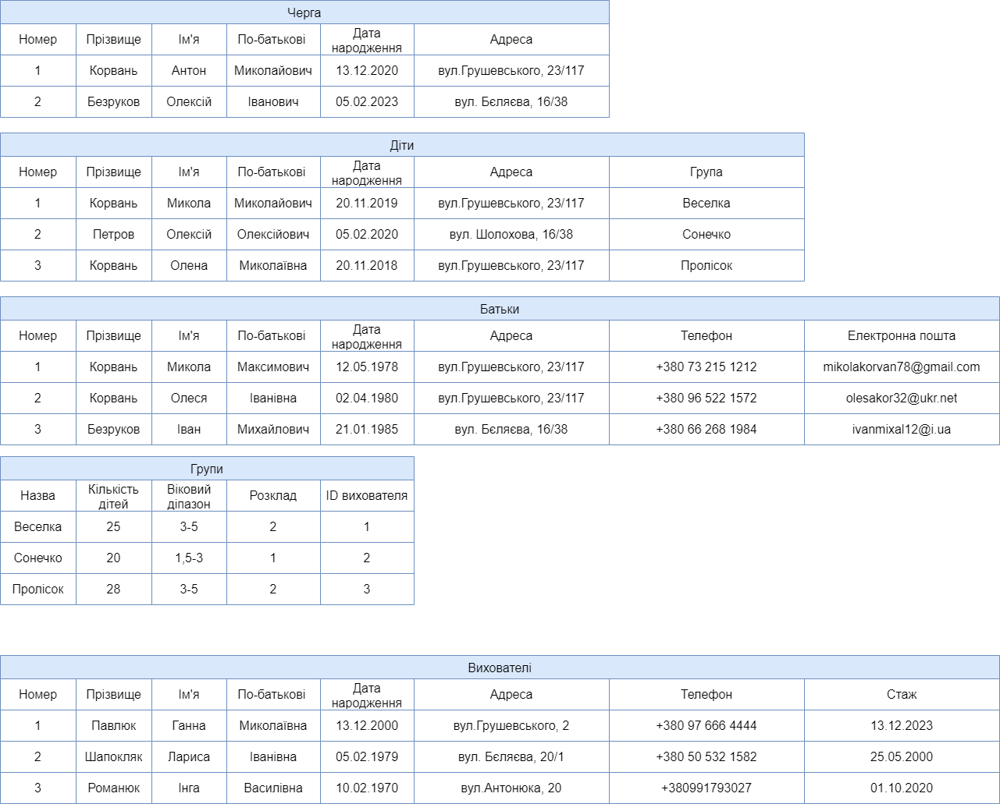 Черга
Номер Прізвище Ім'я По-батькові Дата народження Адреса
1 Корвань Антон Миколайович 13.12.2020 вул.Грушевського, 23/117
2 Безруков Олексій Іванович 05.02.2023 вул. Бєляєва, 16/38
Діти
Номер Прізвище Ім'я По-батькові Дата народження Адреса Група
1 Корвань Микола Миколайович 20.11.2019 вул.Грушевського, 23/117 Веселка
2 Петров Олексій Олексійович 05.02.2020 вул. Шолохова, 16/38 Сонечко
3 Корвань Олена Миколаївна 20.11.2018 вул.Грушевського, 23/117 Пролісок
Батьки
Номер Прізвище Ім'я По-батькові Дата народження Адреса Телефон Електронна пошта
1 Корвань Микола Максимович 12.05.1978 вул.Грушевського, 23/117 +380 73 215 1212 mikolakorvan78@gmail.com
2 Корвань Олеся Іванівна 02.04.1980 вул.Грушевського, 23/117 +380 96 522 1572 olesakor32@ukr.net
3 Безруков Іван Михайлович 21.01.1985 вул. Бєляєва, 16/38 +380 66 268 1984 ivanmixal12@i.ua
Групи
Назва Кількість дітей Віковий діпазон Розклад ID вихователя
Веселка 25 3-5 2 1
Сонечко 20 1,5-3 1 2
Пролісок 28 3-5 2 3
Вихователі
Номер Прізвище Ім'я По-батькові Дата народження Адреса Телефон Стаж
1 Павлюк Ганна Миколаївна 13.12.2000 вул.Грушевського, 2 +380 97 666 4444 13.12.2023
2 Шапокляк Лариса Іванівна 05.02.1979 вул. Бєляєва, 20/1 +380 50 532 1582 25.05.2000
3 Романюк Інга Василівна 10.02.1970 вул.Антонюка, 20 +380991793027 01.10.2020